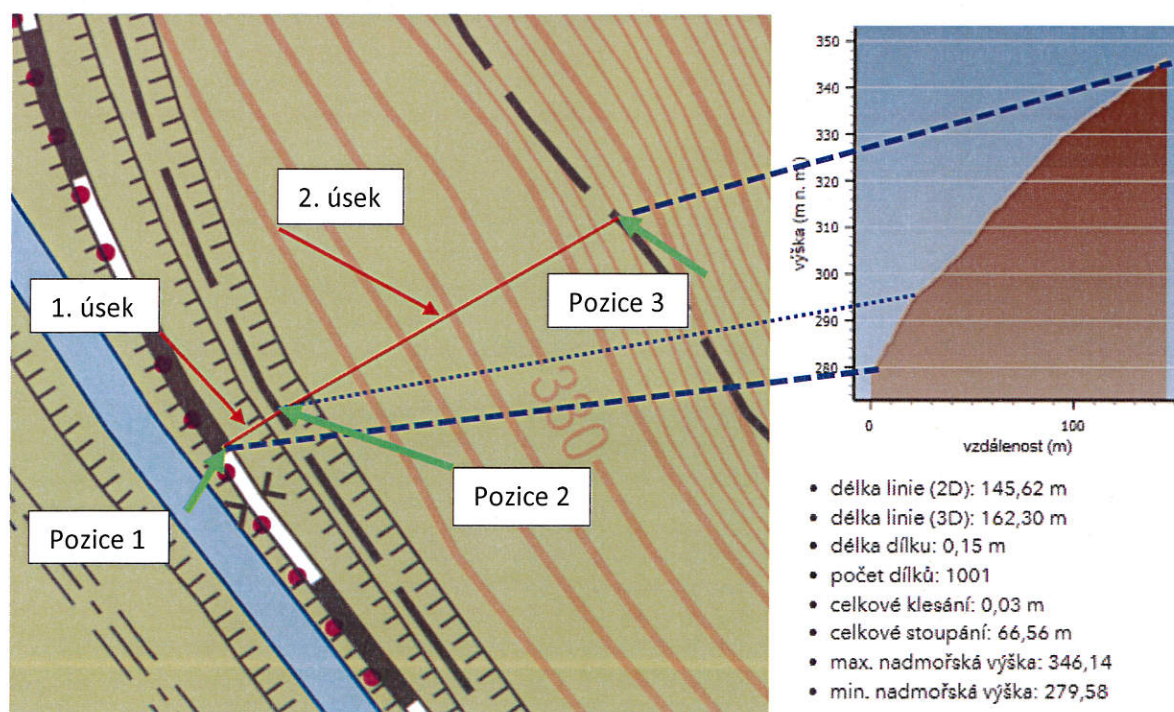 2. úsek
1. úsek
Pozice 3
330
Pozice 2
Pozice 1
výška (m n. m.)
350
340
330
320
310
300
290
280
0
100
vzdálenost (m)
• délka linie (2D): 145,62 m
• délka linie (3D): 162,30 m
• délka dílku: 0,15 m
• počet dílků: 1001
• celkové klesání: 0,03 m
• celkové stoupání: 66,56 m
• max. nadmořská výška: 346,14
• min. nadmořská výška: 279,58